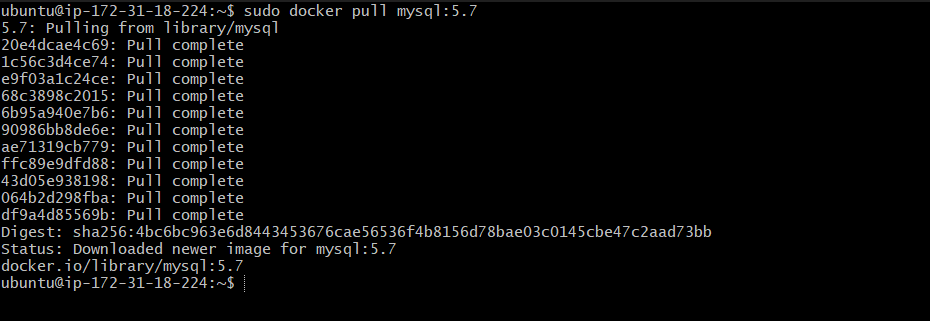 ubuntu@ip-172-31-18-224:~$ sudo docker pull mysql:5.7
5.7: Pulling from library/mysql
20e4dcae4c69: Pull complete
1c56c3d4ce74: Pull complete
e9f03a1c24ce: Pull complete
68c3898c2015: Pull complete
6b95a940e7b6: Pull complete
90986bb8de6e: Pull complete
ae71319cb779: Pull complete
ffc89e9dfd88: Pull complete
43d05e938198: Pull complete
064b2d298fba: Pull complete
df9a4d85569b: Pull complete
Digest: sha256:4bc6bc963e6d8443453676cae56536f4b8156d78bae03c0145cbe47c2aad73bb
Status: Downloaded newer image for mysql:5.7
docker.io/library/mysql:5.7
ubuntu@ip-172-31-18-224:~$